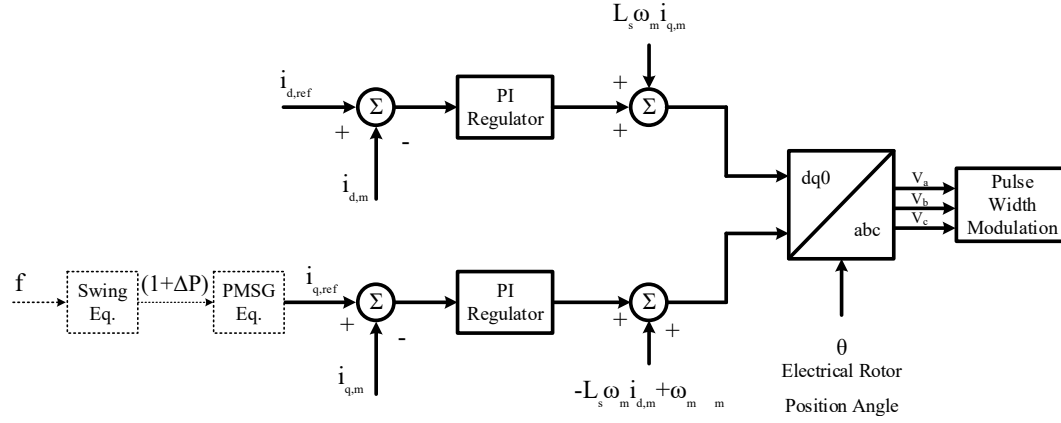 L_s ω_m i_q,m
i_d,ref
+
Σ
-
PI
Regulator
+
+
Σ
i_d,m
dq0
abc
V_a
V_b
V_c
Pulse
Width
Modulation
f
Swing
Eq.
(1+ΔP)
PMSG
Eq.
i_q,ref
+
Σ
-
PI
Regulator
+
Σ
+
i_q,m
-L_s ω_m i_d,m+ω_m m
θ
Electrical Rotor
Position Angle